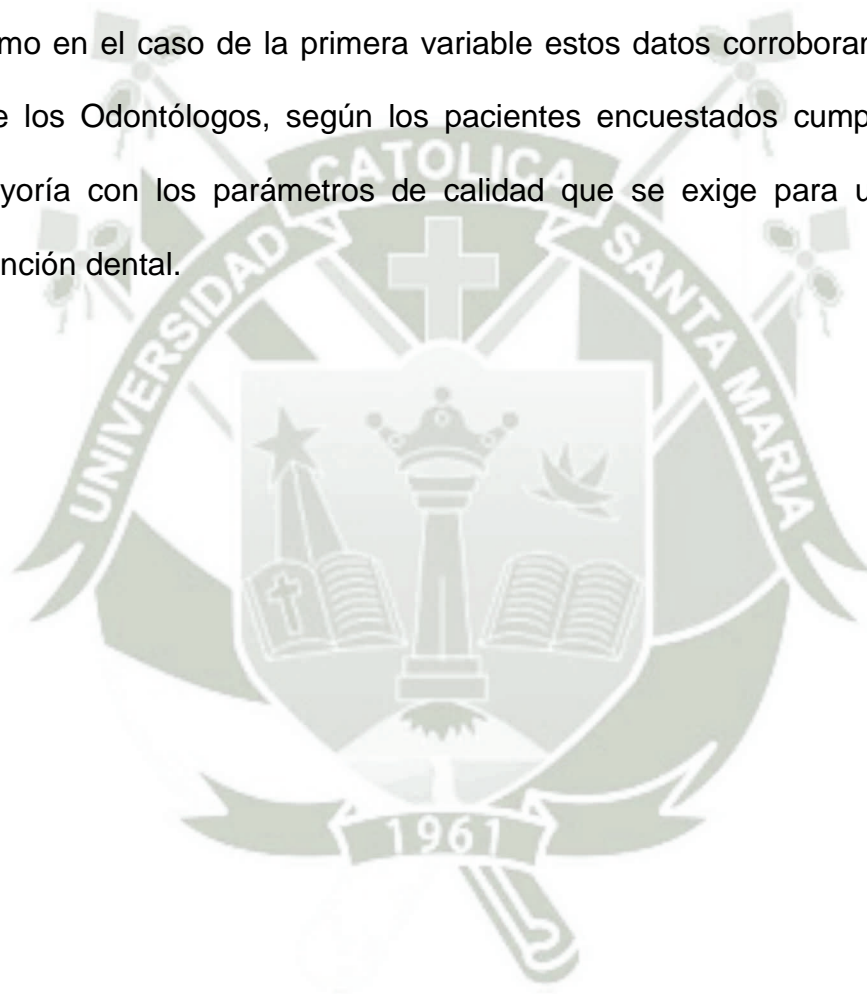 mo en el caso de la primera variable estos datos corroborar
e los Odontólogos, según los pacientes encuestados cump
yoría con los parámetros de calidad que se exige para u
nción dental.
UNIVERSIDAD CATOLICA SANTA MARIA
1961